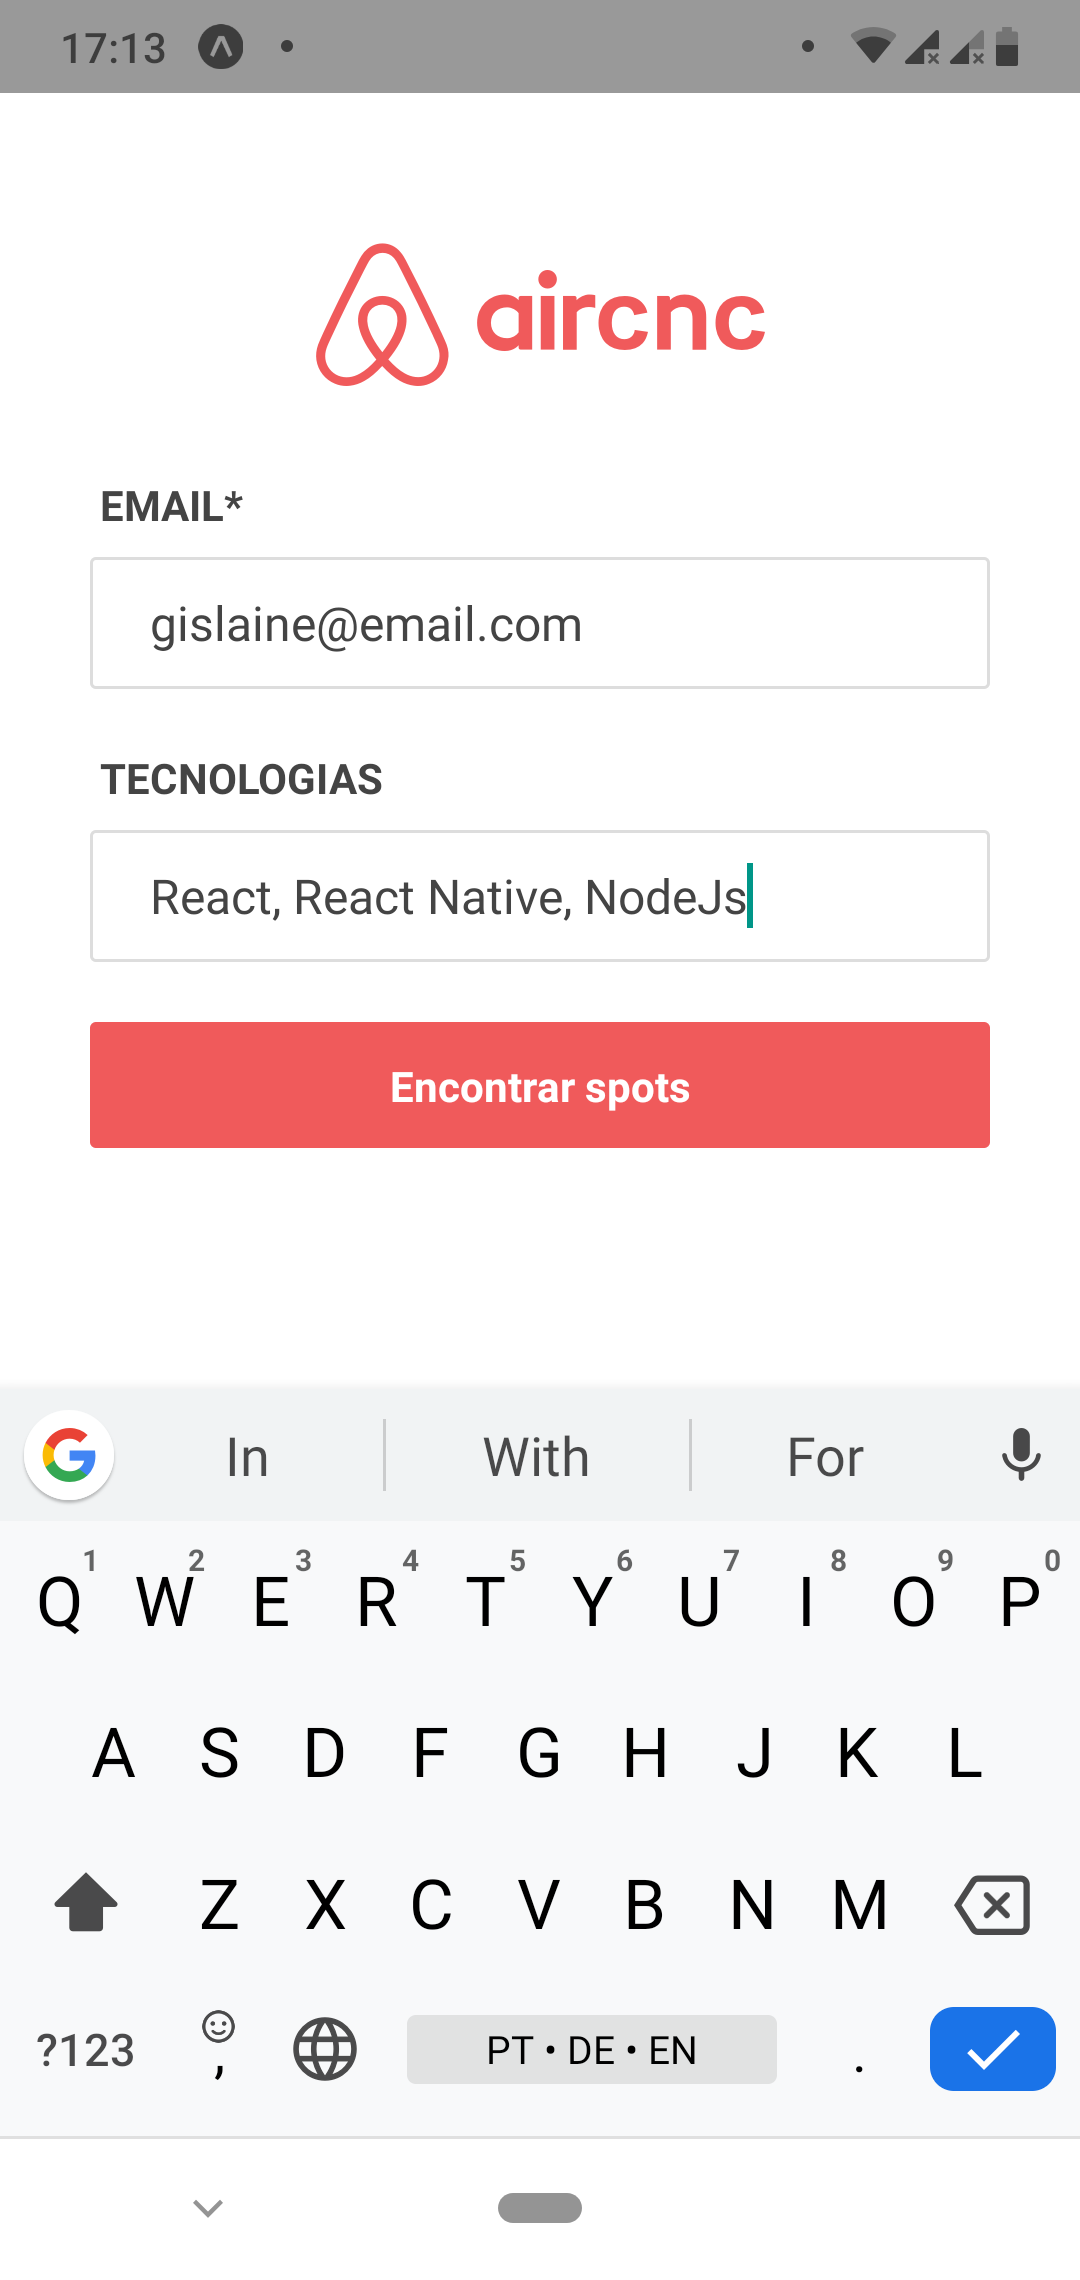 17:13
aircnc
EMAIL*
gislaine@email.com
TECNOLOGIAS
React, React Native, NodeJs
Encontrar spots
In With For
1 2 3 4 5 6 7 8 9 0
Q W E R T Y U I O P
A S D F G H J K L
Z X C V B N M
?123 , PT • DE • EN .